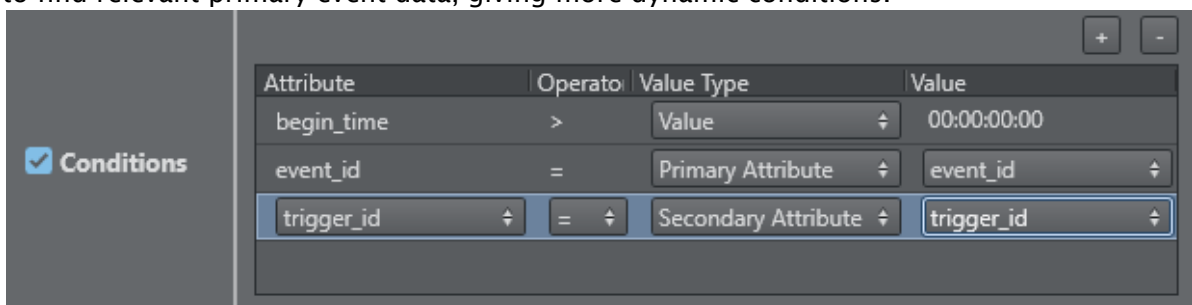 to find relevant primary event data, giving more dynamic conditions.
+ -
Attribute Operato Value Type Value
begin_time > Value 00:00:00:00
Conditions
event_id = Primary Attribute event_id
trigger_id = Secondary Attribute trigger_id